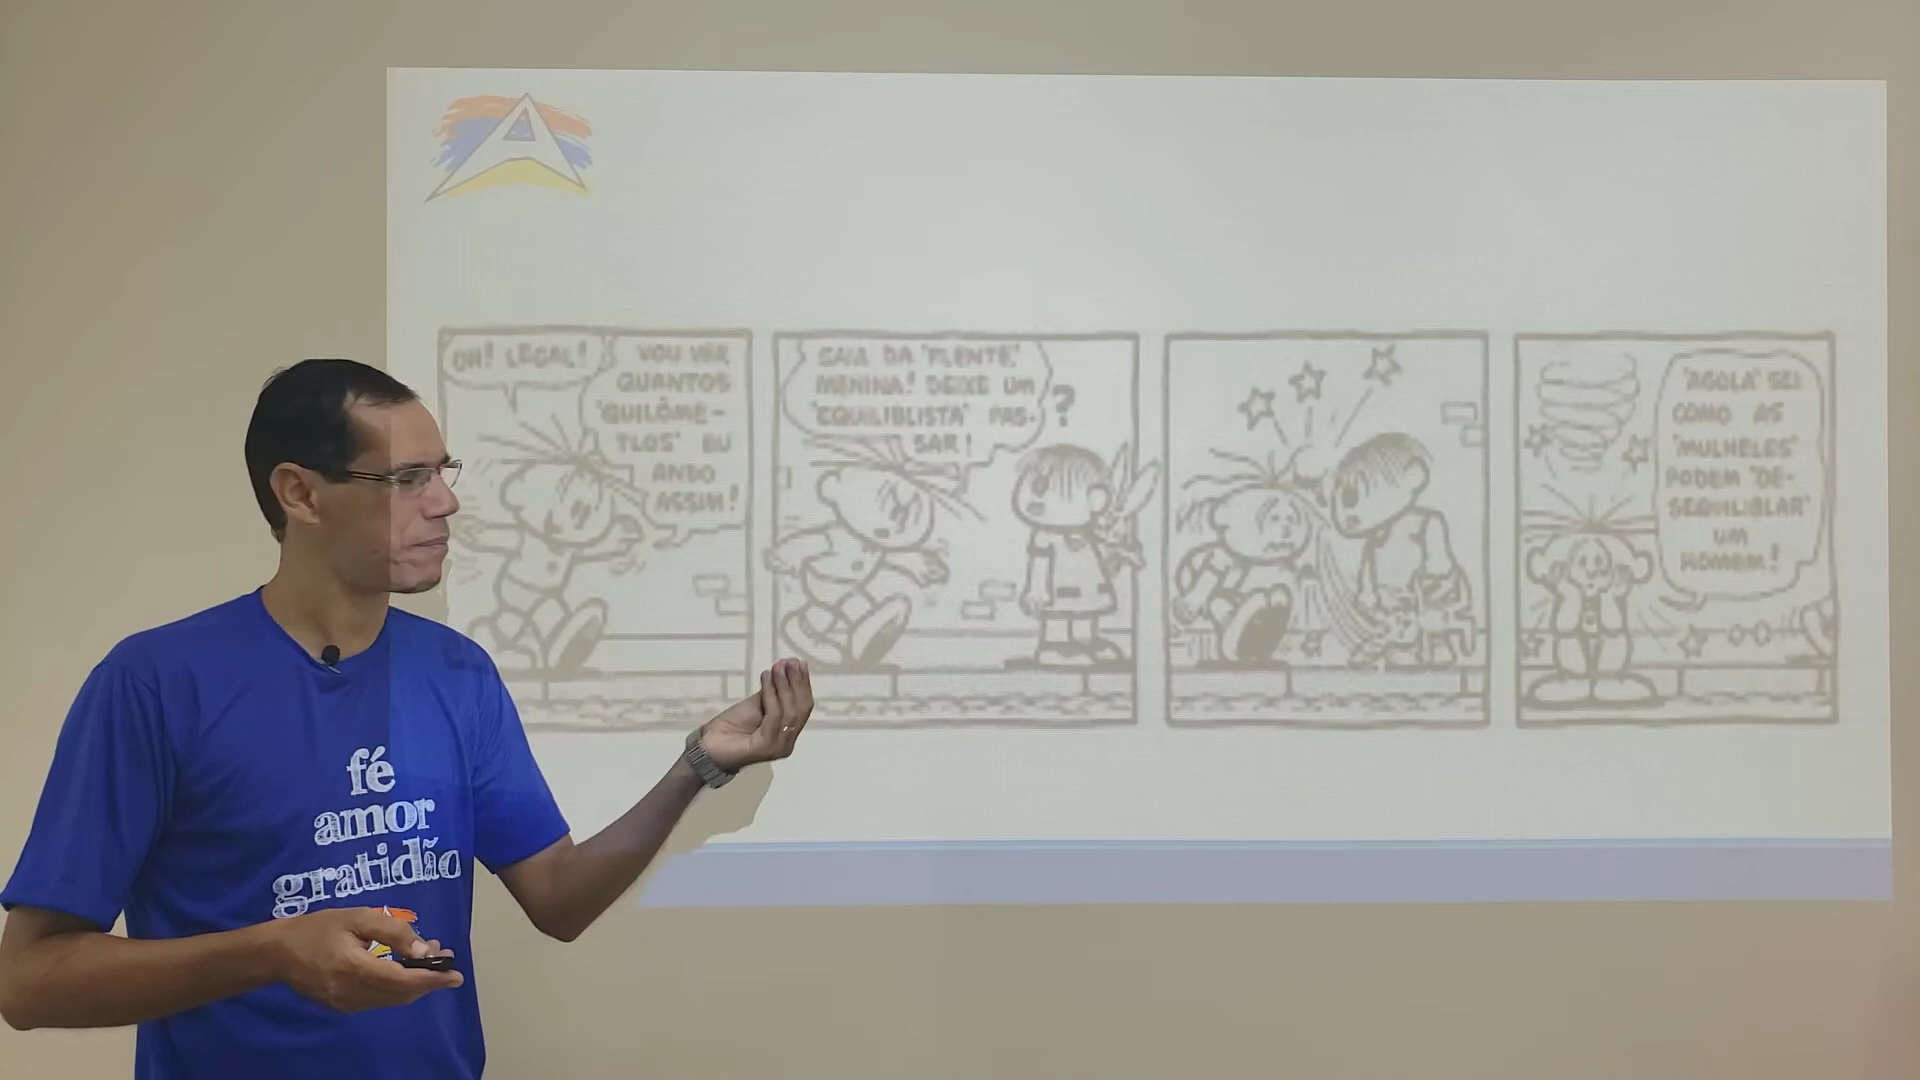 OH! LEGAL!
VOU VER
QUANTOS
"QUILÔME-
TLOS" EU
ANDO
ASSIM!
SAIA DA "FLENTE",
MENINA! DEIXE UM
"EQUILIBLISTA" PAS-
SAR!
?
"AGOLA" SEI
COMO AS
"MULHELES"
PODEM "DE-
SEQUILIBLAR"
UM
HOMEM!
fé
amor
gratidão